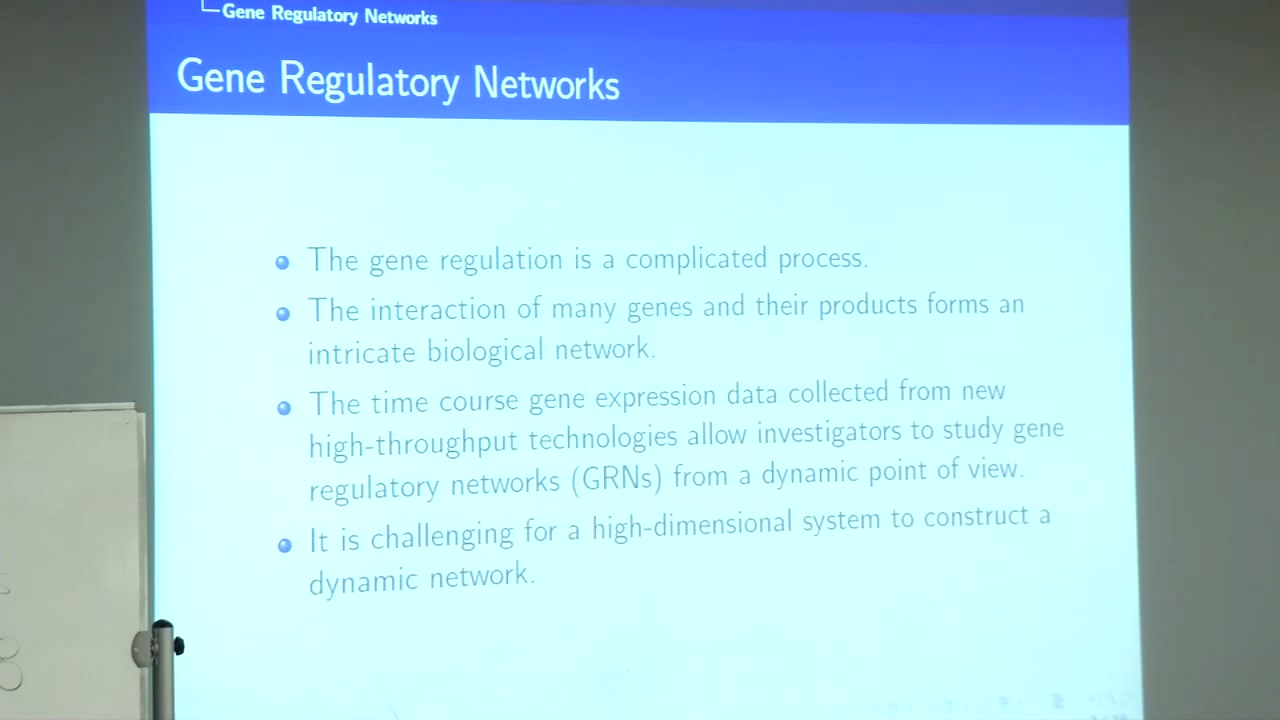 Gene Regulatory Networks
Gene Regulatory Networks
The gene regulation is a complicated process.
The interaction of many genes and their products forms an
intricate biological network.
The time course gene expression data collected from new
high-throughput technologies allow investigators to study gene
regulatory networks (GRNs) from a dynamic point of view.
It is challenging for a high-dimensional system to construct a
dynamic network.